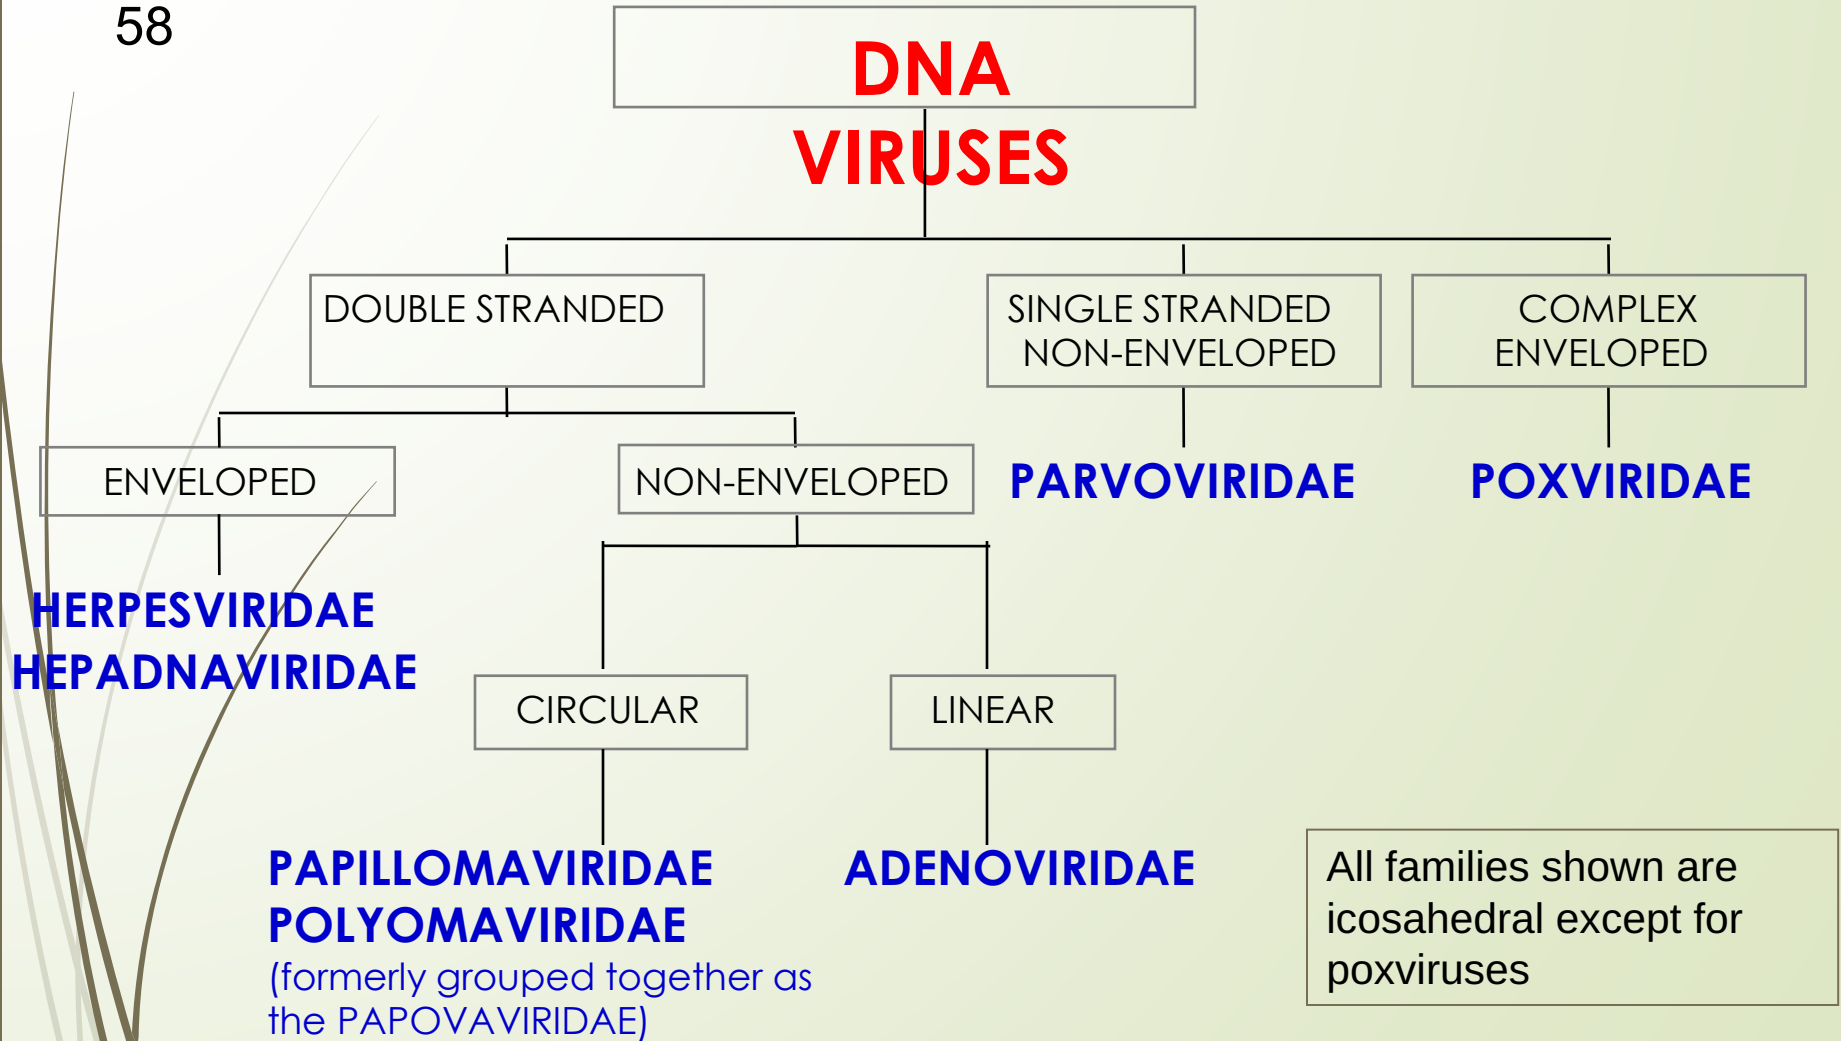 58
DNA
VIRUSES
DOUBLE STRANDED
SINGLE STRANDED
NON-ENVELOPED
COMPLEX
ENVELOPED
ENVELOPED
NON-ENVELOPED
PARVOVIRIDAE
POXVIRIDAE
HERPESVIRIDAE
HEPADNAVIRIDAE
CIRCULAR
LINEAR
PAPILLOMAVIRIDAE
POLYOMAVIRIDAE
(formerly grouped together as
the PAPOVAVIRIDAE)
ADENOVIRIDAE
All families shown are
icosahedral except for
poxviruses